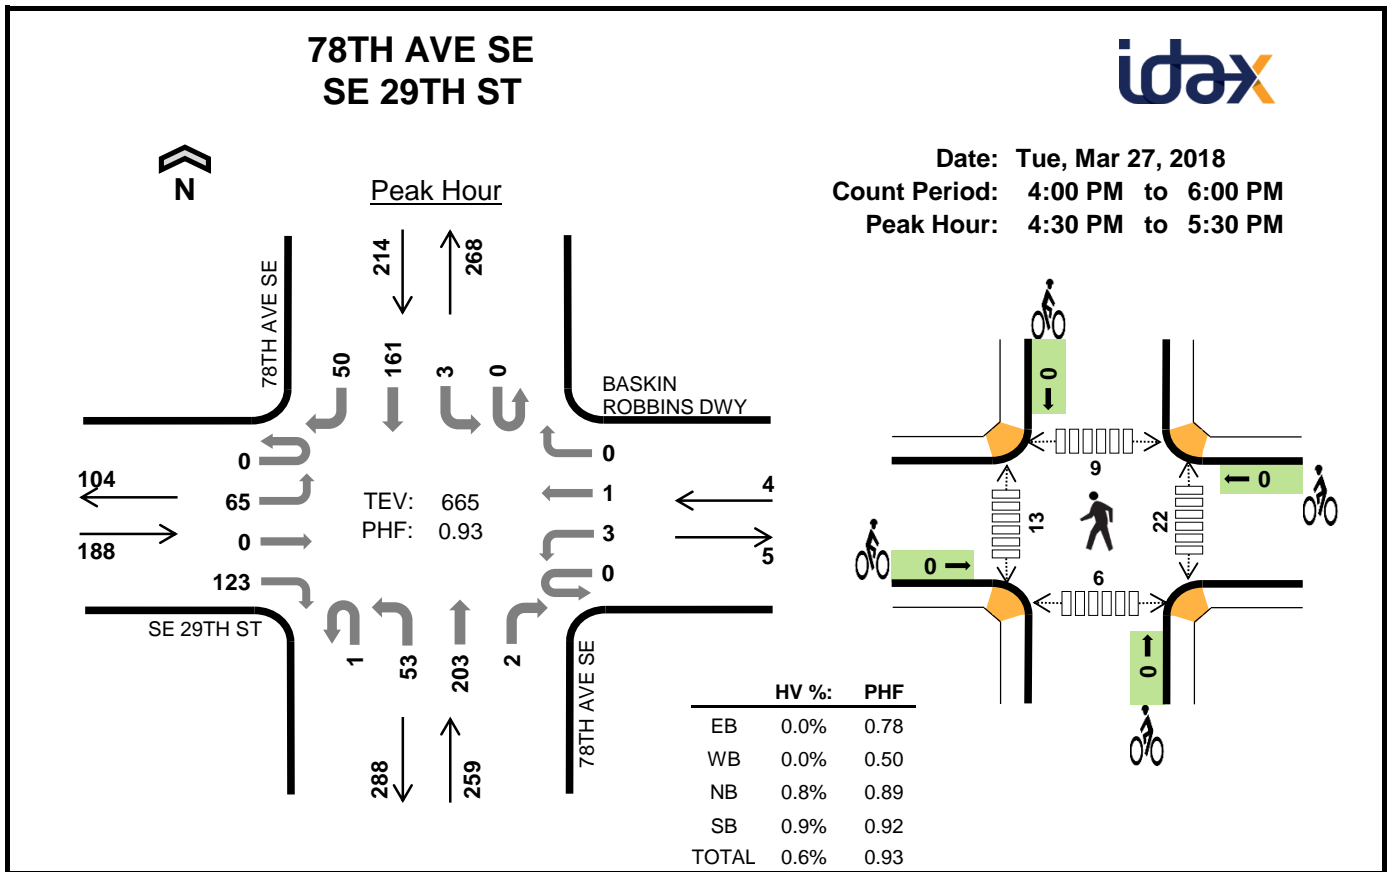 78TH AVE SE
SE 29TH ST
idax
N
Peak Hour
Date: Tue, Mar 27, 2018
Count Period: 4:00 PM to 6:00 PM
Peak Hour: 4:30 PM to 5:30 PM
214
268
78TH AVE SE
50
161
3
0
BASKIN
ROBBINS DWY
0
65
0
123
104
188
TEV: 665
PHF: 0.93
0
1
3
0
4
5
SE 29TH ST
1
53
203
2
78TH AVE SE
288
259
HV %: PHF
EB 0.0% 0.78
WB 0.0% 0.50
NB 0.8% 0.89
SB 0.9% 0.92
TOTAL 0.6% 0.93
0
9
0
13
22
0
6
0